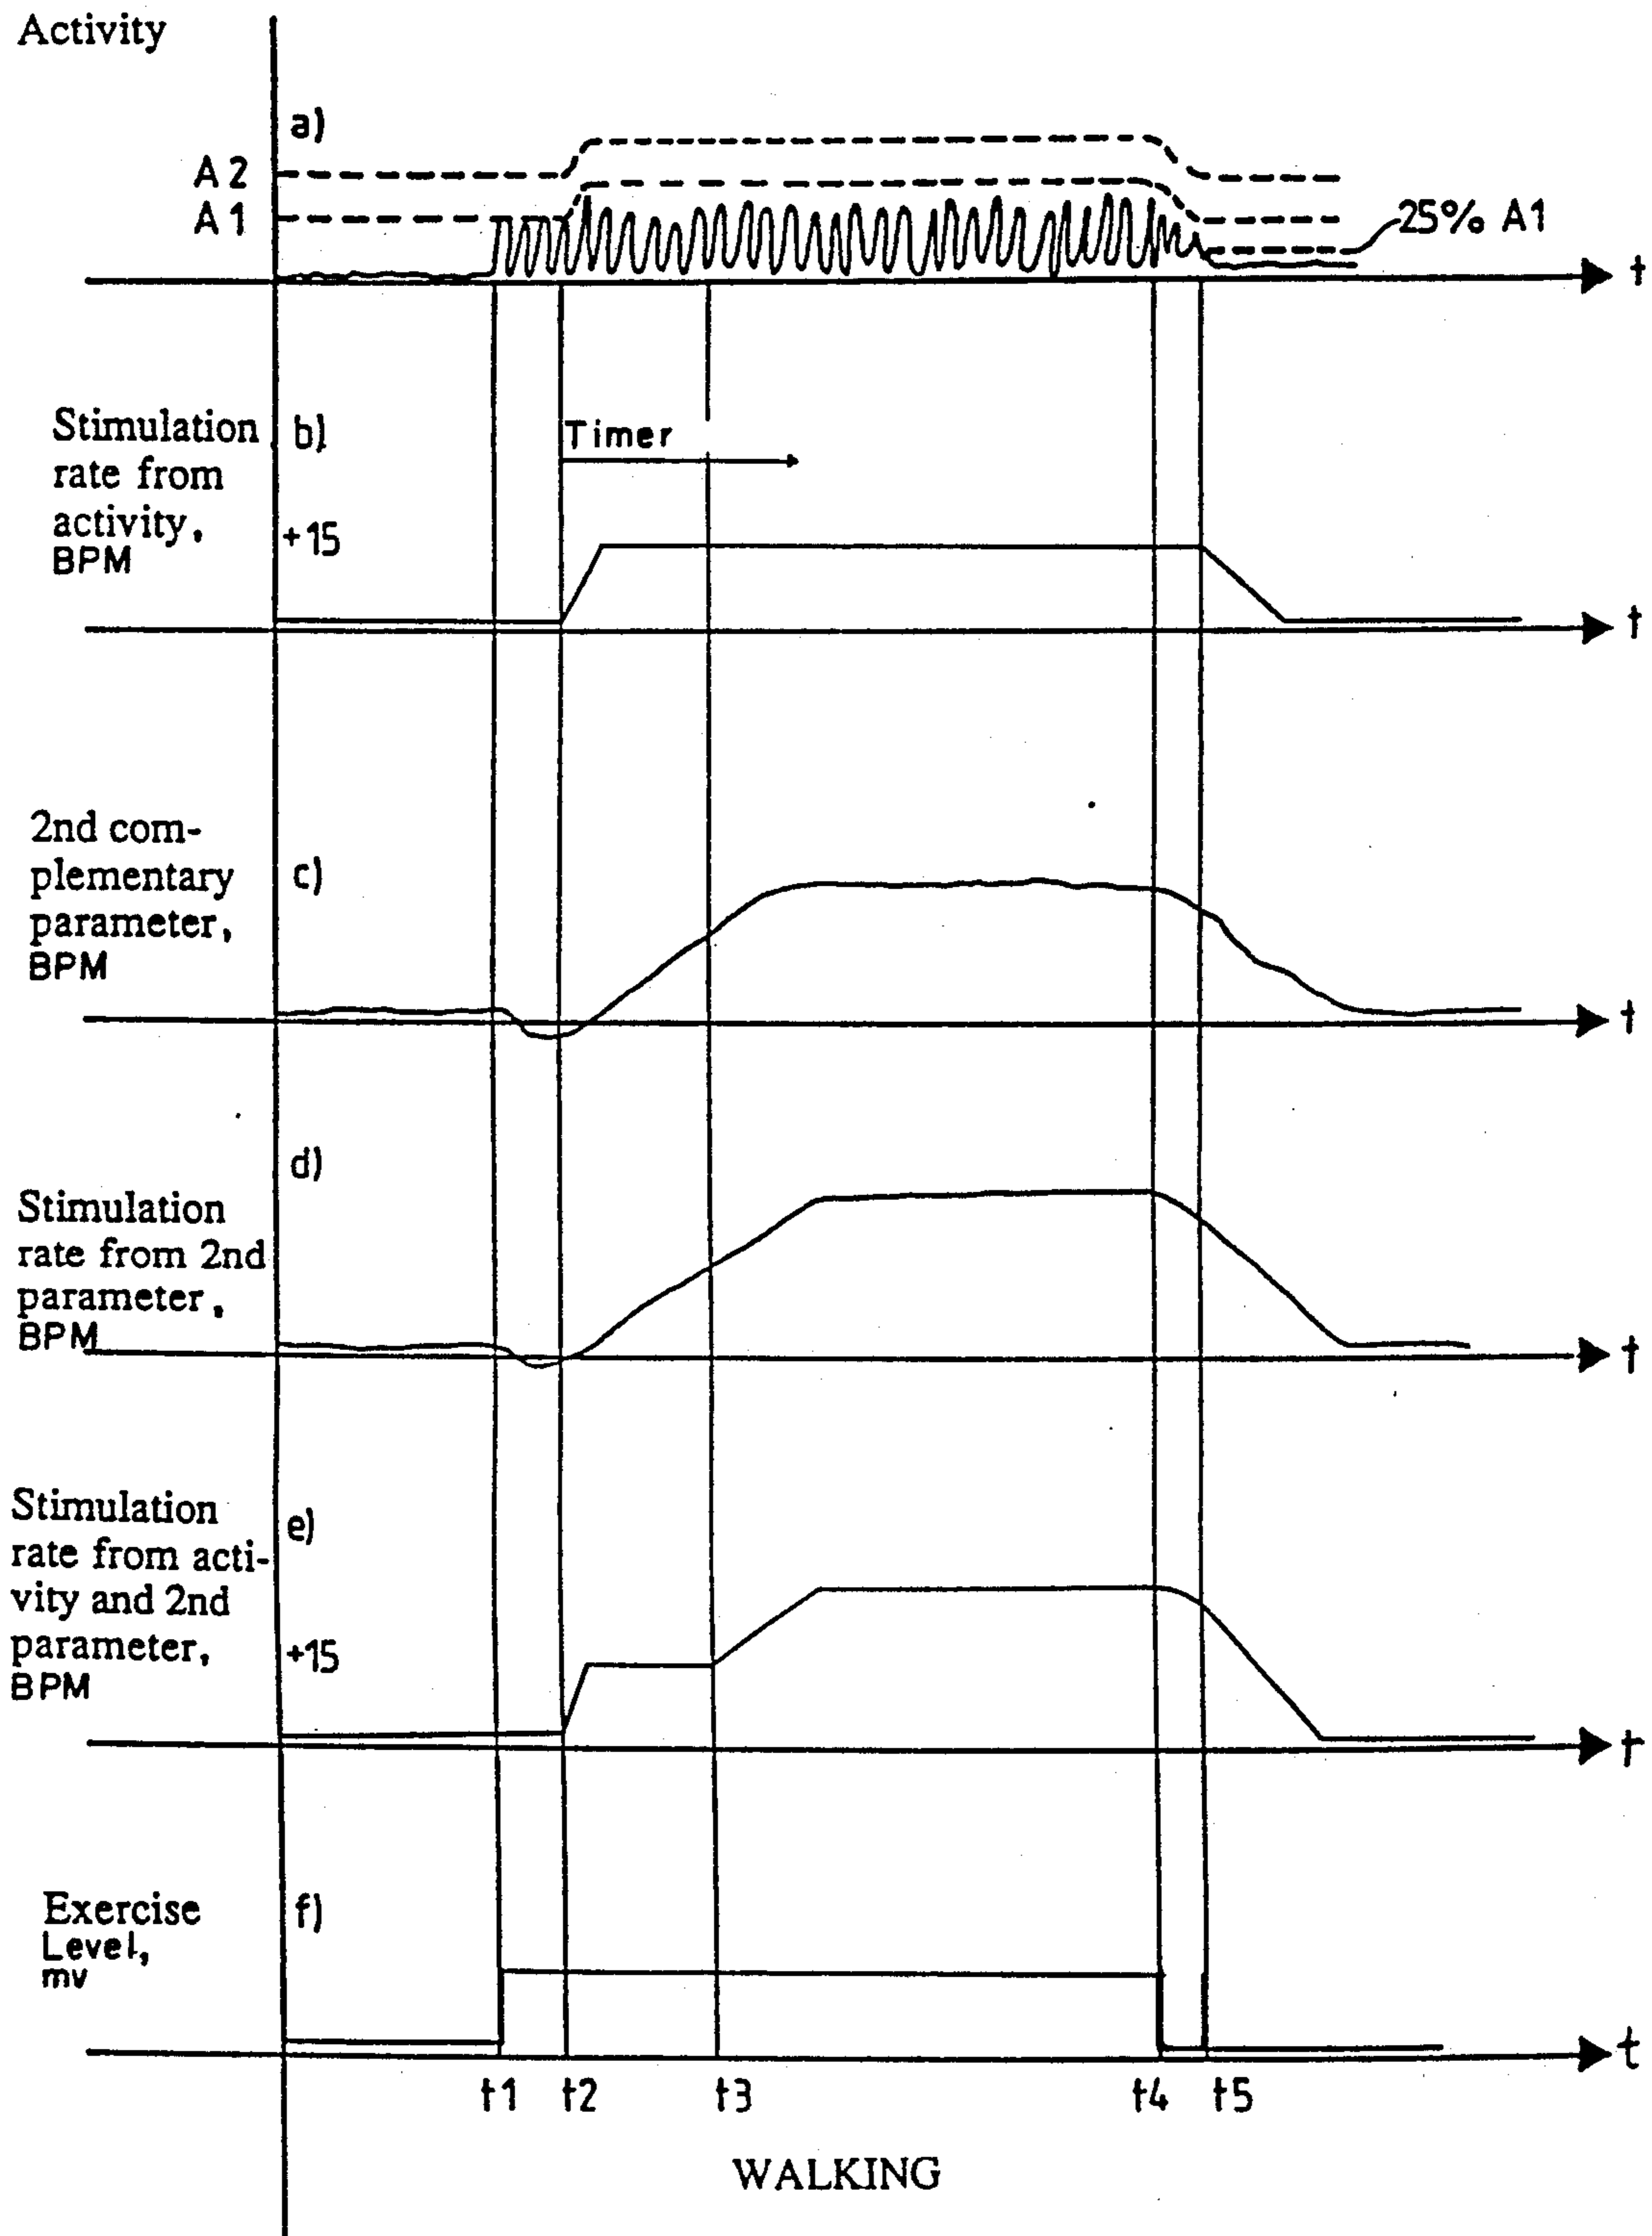 Activity
a)
A2
A1
25% A1
t
Stimulation
rate from
activity,
BPM
b)
Timer
+15
t
2nd com-
plementary
parameter,
BPM
c)
t
d)
Stimulation
rate from 2nd
parameter,
BPM
t
Stimulation
rate from acti-
vity and 2nd
parameter,
BPM
e)
+15
t
Exercise
Level,
mv
f)
t
t1 t2 t3 t4 t5
WALKING